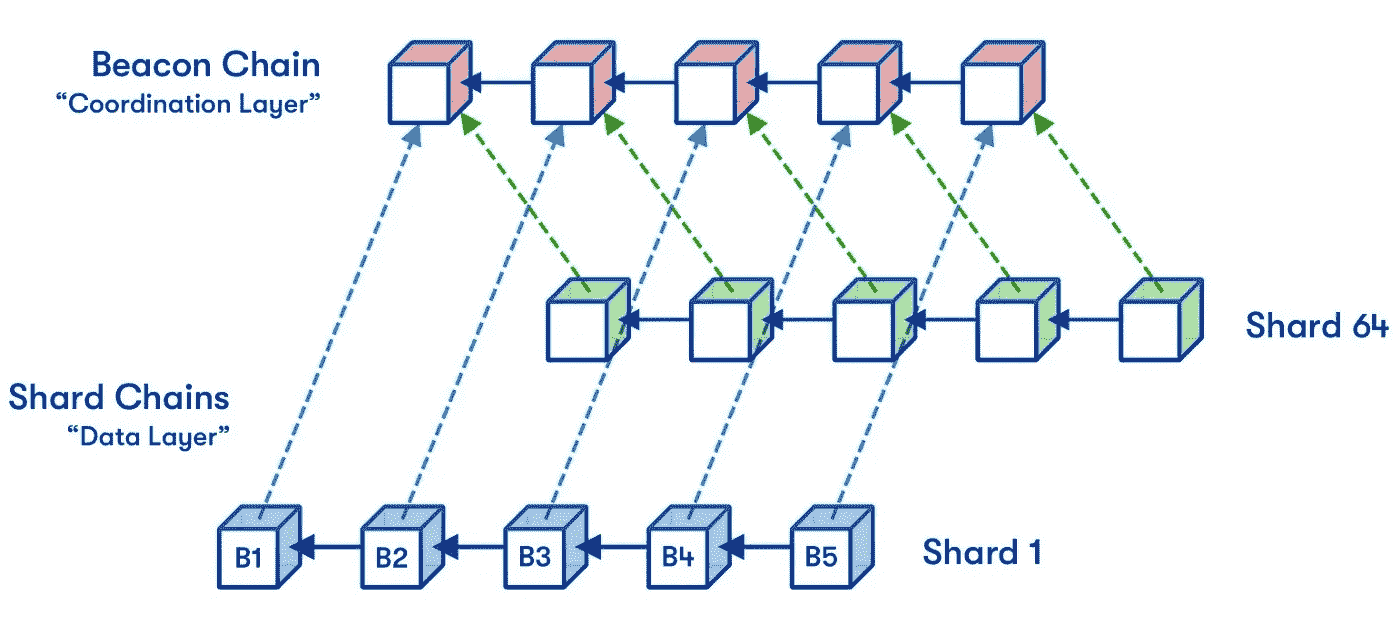 Beacon Chain
“Coordination Layer”
Shard 64
Shard Chains
“Data Layer”
B1
B2
B3
B4
B5
Shard 1